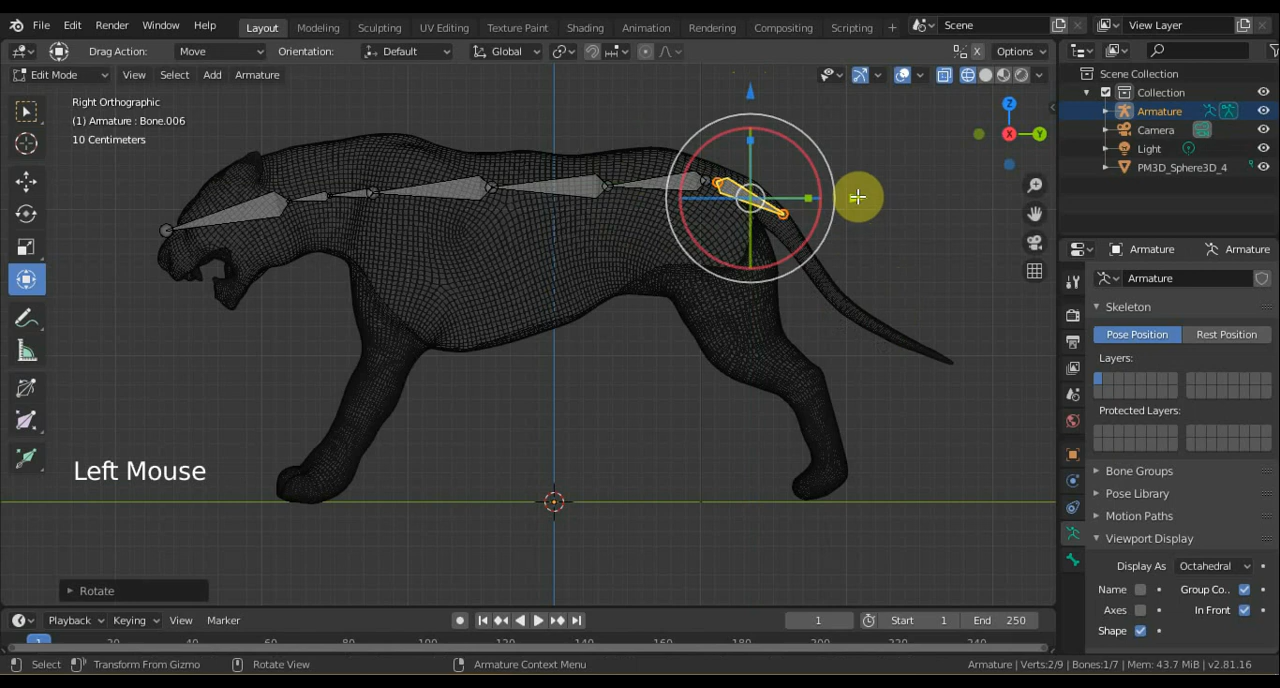 File Edit Render Window Help Layout Modeling Sculpting UV Editing Texture Paint Shading Animation Rendering Compositing Scripting + Scene View Layer
Drag Action: Move Orientation: Default Global Options
Edit Mode View Select Add Armature
Right Orthographic
(1) Armature : Bone.006
10 Centimeters
Z
X
Y
Scene Collection
Collection
Armature
Camera
Light
PM3D_Sphere3D_4
Armature Armature
Armature
Skeleton
Pose Position Rest Position
Layers:
Protected Layers:
Bone Groups
Pose Library
Motion Paths
Viewport Display
Display As Octahedral
Name Group Co..
Axes In Front
Shape
Left Mouse
Rotate
Playback Keying View Marker 1 Start 1 End 250
1
Select Transform From Gizmo Rotate View Armature Context Menu Armature | Verts:2/9 | Bones:1/7 | Mem: 43.7 MiB | v2.81.16